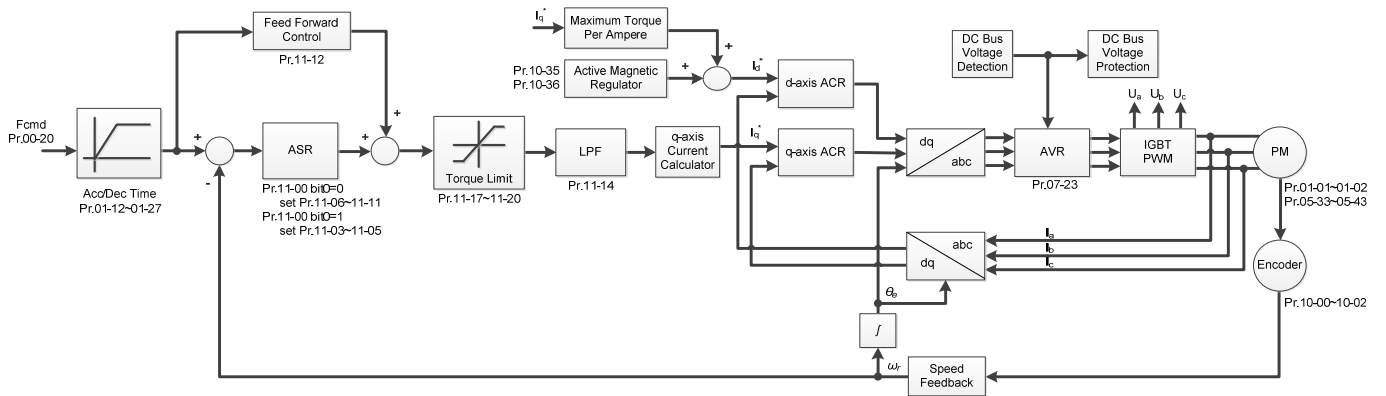 Feed Forward
Control
Pr.11-12
Iq*
Maximum Torque
Per Ampere
+
Pr.10-35
Pr.10-36
Active Magnetic
Regulator
+
Id*
d-axis ACR
DC Bus
Voltage
Detection
DC Bus
Voltage
Protection
Ua
Ub
Uc
Fcmd
Pr.00-20
Acc/Dec Time
Pr.01-12~01-27
+
-
ASR
Pr.11-00 bit0=0
set Pr.11-06~11-11
Pr.11-00 bit0=1
set Pr.11-03~11-05
+
+
Torque Limit
Pr.11-17~11-20
LPF
Pr.11-14
q-axis
Current
Calculator
Iq*
q-axis ACR
dq
abc
AVR
Pr.07-23
IGBT
PWM
PM
Pr.01-01~01-02
Pr.05-33~05-43
abc
dq
Ia
Ib
Ic
Encoder
Pr.10-00~10-02
θe
∫
ωr
Speed
Feedback